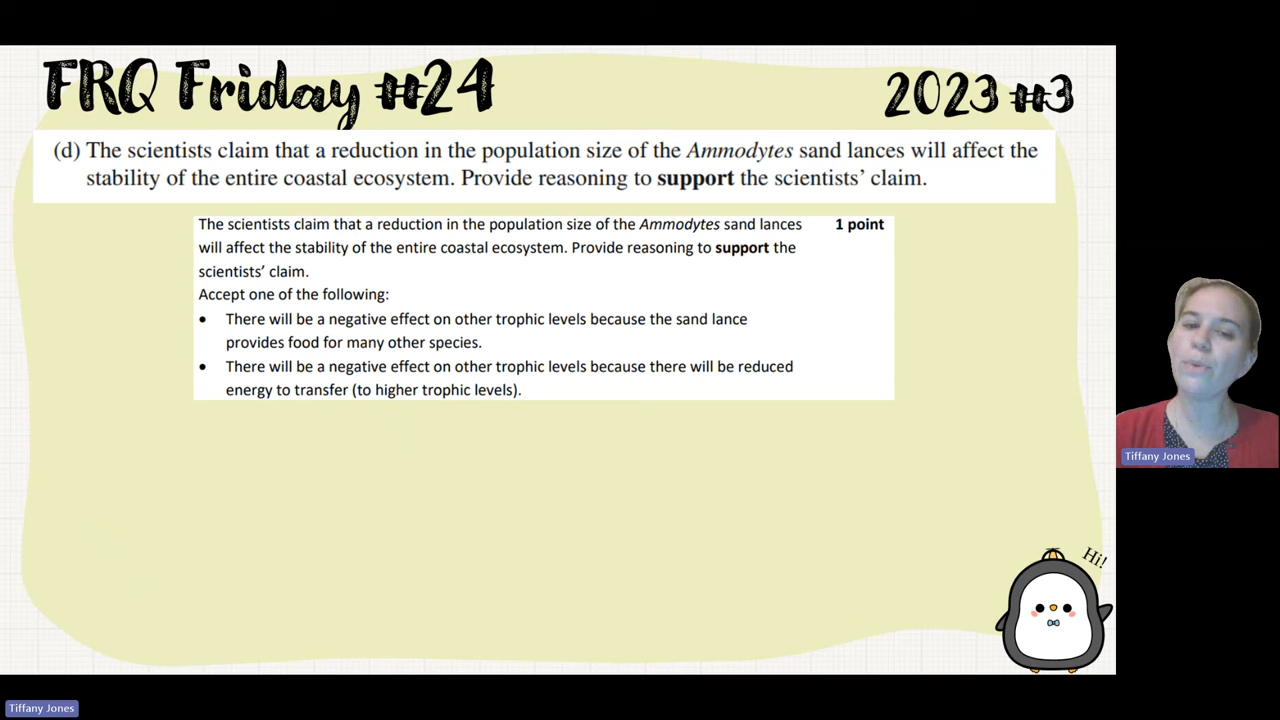 FRQ Friday #24
2023 #3
(d) The scientists claim that a reduction in the population size of the Ammodytes sand lances will affect the
stability of the entire coastal ecosystem. Provide reasoning to support the scientists’ claim.
The scientists claim that a reduction in the population size of the Ammodytes sand lances
1 point
will affect the stability of the entire coastal ecosystem. Provide reasoning to support the
scientists’ claim.
Accept one of the following:
• There will be a negative effect on other trophic levels because the sand lance
provides food for many other species.
• There will be a negative effect on other trophic levels because there will be reduced
energy to transfer (to higher trophic levels).
Tiffany Jones
Hi!
Tiffany Jones